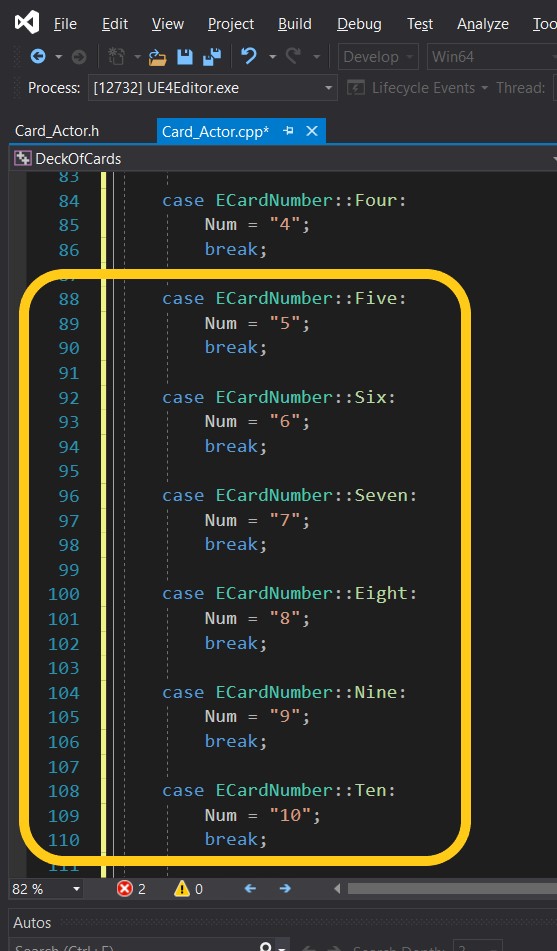 File Edit View Project Build Debug Test Analyze Too
Develop Win64
Process: [12732] UE4Editor.exe Lifecycle Events Thread:
Card_Actor.h Card_Actor.cpp*
DeckOfCards
83
84 case ECardNumber::Four:
85 Num = "4";
86 break;
88 case ECardNumber::Five:
89 Num = "5";
90 break;
91
92 case ECardNumber::Six:
93 Num = "6";
94 break;
95
96 case ECardNumber::Seven:
97 Num = "7";
98 break;
99
100 case ECardNumber::Eight:
101 Num = "8";
102 break;
103
104 case ECardNumber::Nine:
105 Num = "9";
106 break;
107
108 case ECardNumber::Ten:
109 Num = "10";
110 break;
111
82 % 2 0
Autos
Search (Ctrl+E) Search Depth: